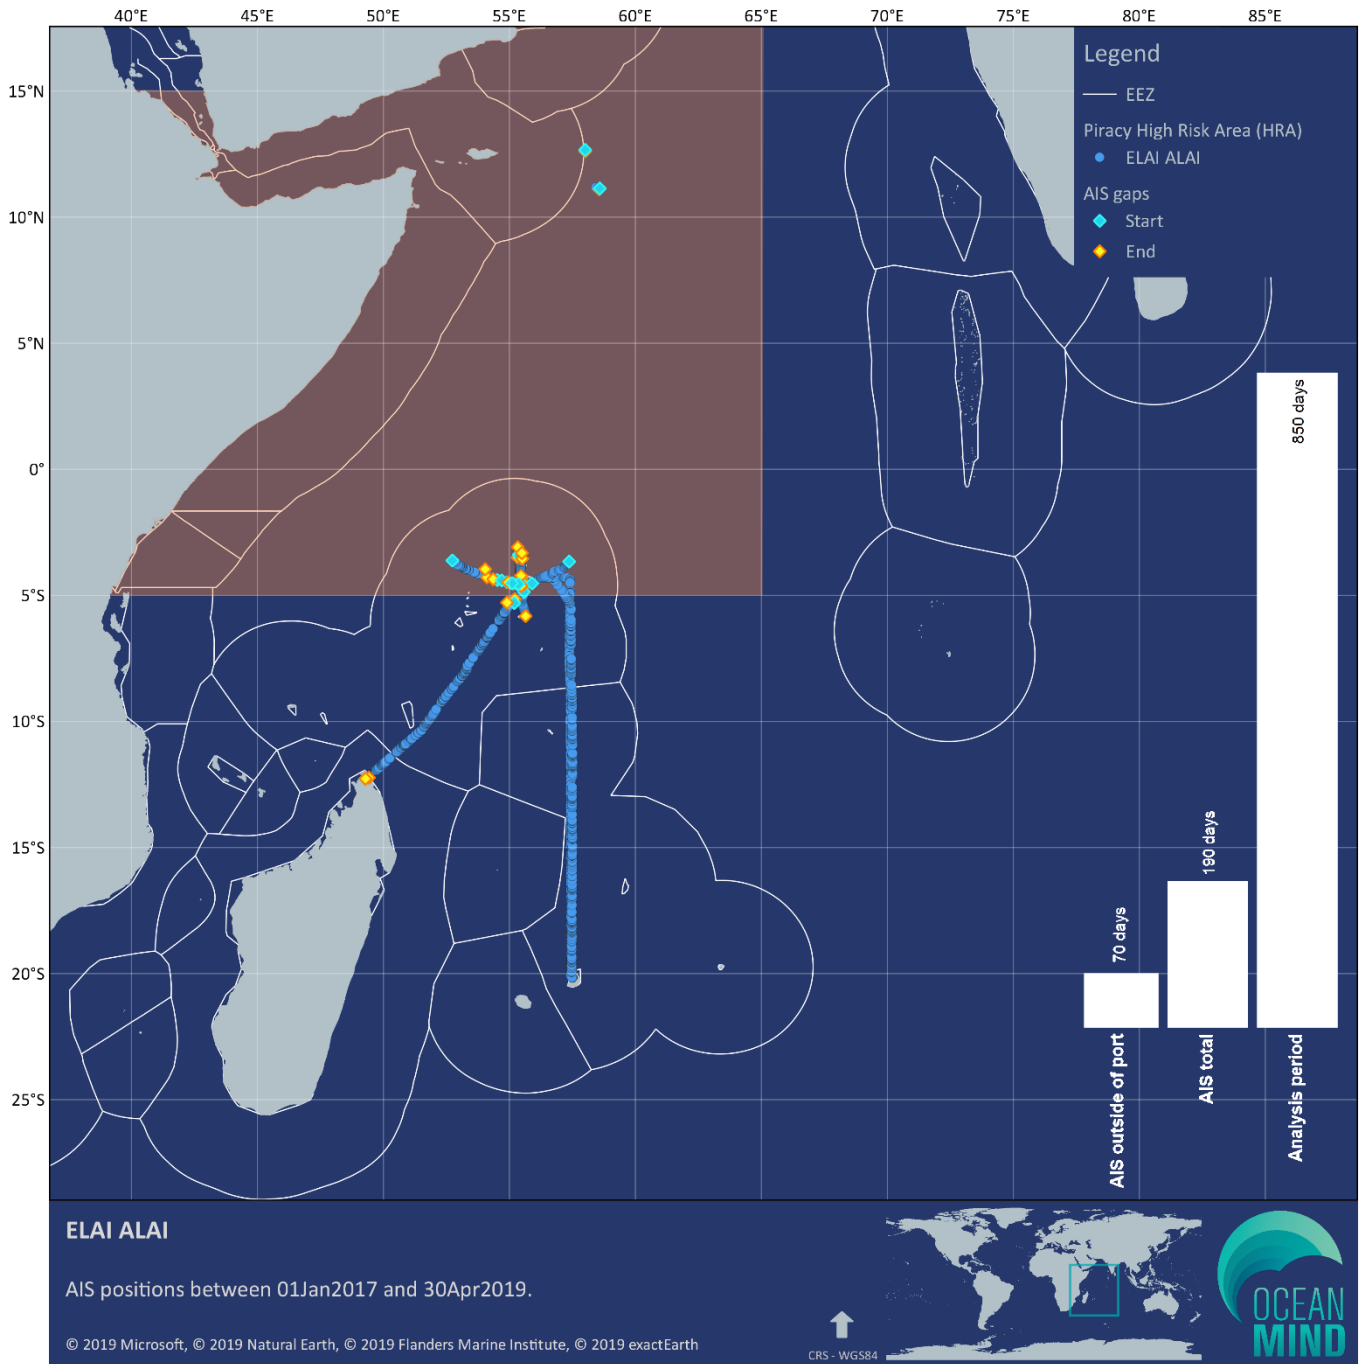 40°E 45°E 50°E 55°E 60°E 65°E 70°E 75°E 80°E 85°E
15°N
10°N
5°N
0°
5°S
10°S
15°S
20°S
25°S
Legend
EEZ
Piracy High Risk Area (HRA)
ELAI ALAI
AIS gaps
Start
End
70 days
190 days
850 days
AIS outside of port
AIS total
Analysis period
ELAI ALAI
AIS positions between 01Jan2017 and 30Apr2019.
© 2019 Microsoft, © 2019 Natural Earth, © 2019 Flanders Marine Institute, © 2019 exactEarth
CRS - WGS84
OCEAN
MIND